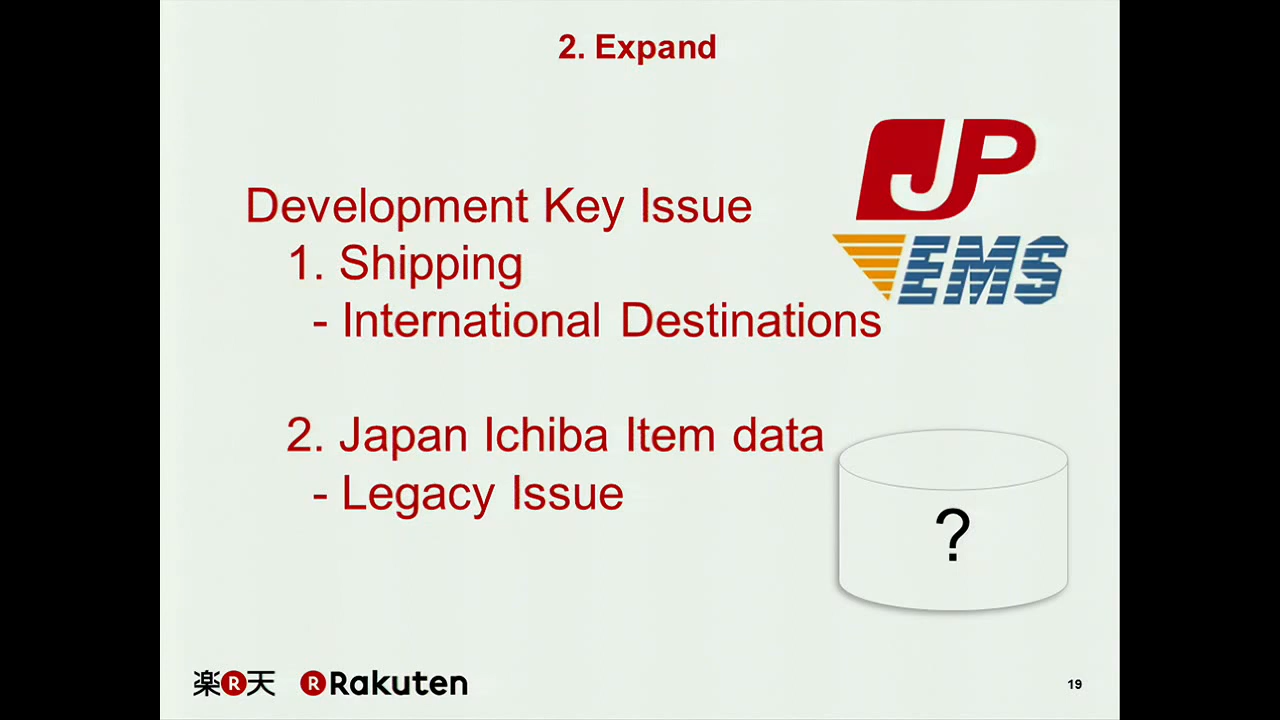 2. Expand
JP
EMS
Development Key Issue
1. Shipping
- International Destinations
2. Japan Ichiba Item data
- Legacy Issue
?
楽R天 R Rakuten
19